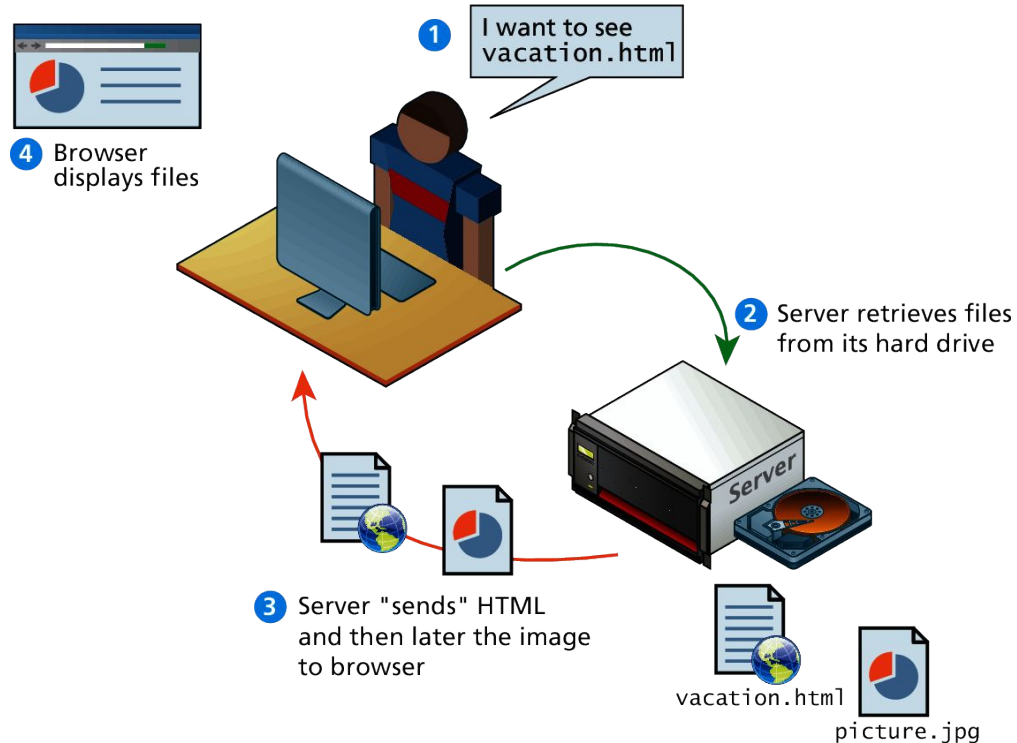 1
I want to see
vacation.html
4
Browser
displays files
2
Server retrieves files
from its hard drive
Server
3
Server "sends" HTML
and then later the image
to browser
vacation.html
picture.jpg